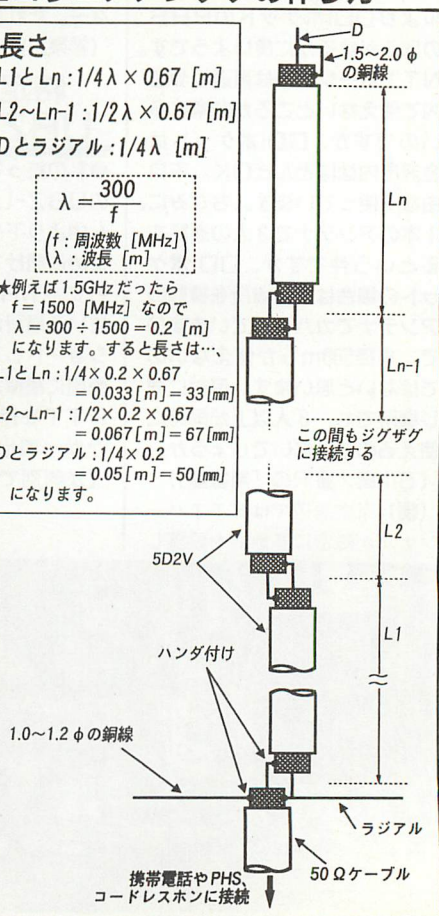 の作り方
長さ
L1とLn:1/4λ×0.67 [m]
L2~Ln-1:1/2λ×0.67 [m]
Dとラジアル:1/4λ [m]
λ=300/f
(f:周波数 [MHz]
λ:波長 [m])
★例えば1.5GHzだったら
f=1500 [MHz] なので
λ=300÷1500=0.2 [m]
になります。すると長さは…、
L1とLn:1/4×0.2×0.67
=0.033[m]=33[㎜]
L2~Ln-1:1/2×0.2×0.67
=0.067[m]=67[㎜]
Dとラジアル:1/4×0.2
=0.05[m]=50[㎜]
になります。
D
1.5~2.0φ
の銅線
Ln
Ln-1
この間もジグザグ
に接続する
L2
5D2V
L1
ハンダ付け
1.0~1.2φの銅線
ラジアル
50Ωケーブル
携帯電話やPHS、
コードレスホンに接続